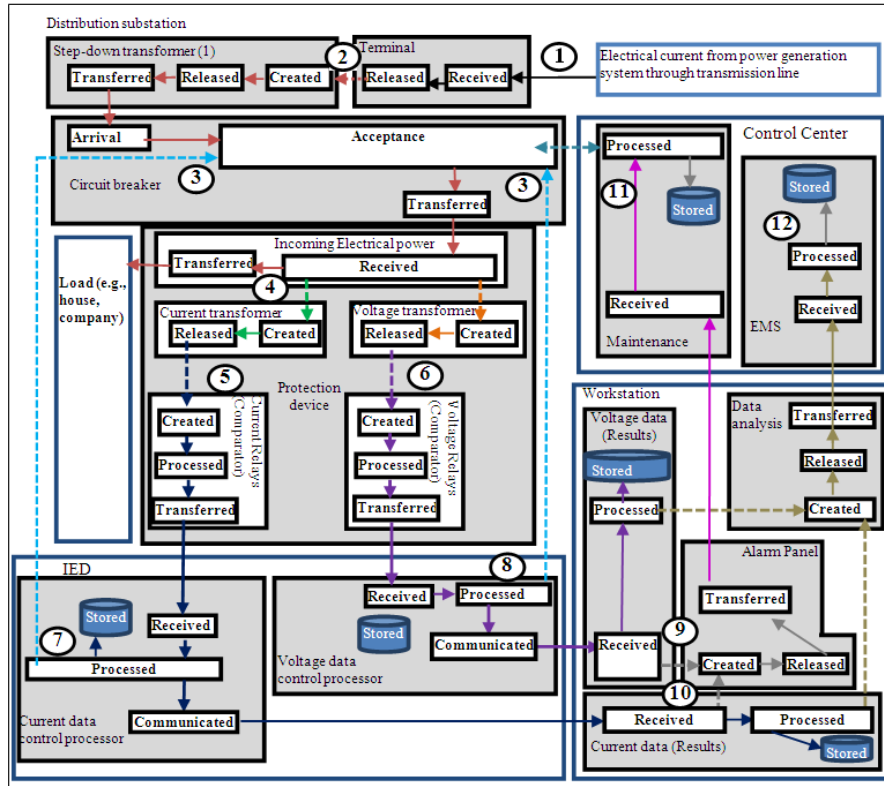 Distribution substation
Step-down transformer (1)
Transferred
Released
Created
2
Terminal
Released
Received
1
Electrical current from power generation
system through transmission line
Arrival
Acceptance
3
3
Circuit breaker
Transferred
Incoming Electrical power
Transferred
Received
4
Load (e.g.,
house,
company)
Current transformer
Released
Created
Voltage transformer
Released
Created
5
6
Protection
device
Created
Processed
Transferred
Current Relays
(Comparator)
Created
Processed
Transferred
Voltage Relays
(Comparator)
Control Center
Processed
Stored
11
Received
Maintenance
Stored
12
Processed
Received
EMS
Workstation
Voltage data
(Results)
Stored
Processed
Received
Data
analysis
Transferred
Released
Created
Alarm Panel
Transferred
9
Created
Released
10
Received
Processed
Current data (Results)
Stored
IED
Stored
7
Received
Processed
Communicated
Current data
control processor
8
Received
Processed
Stored
Communicated
Voltage data
control processor